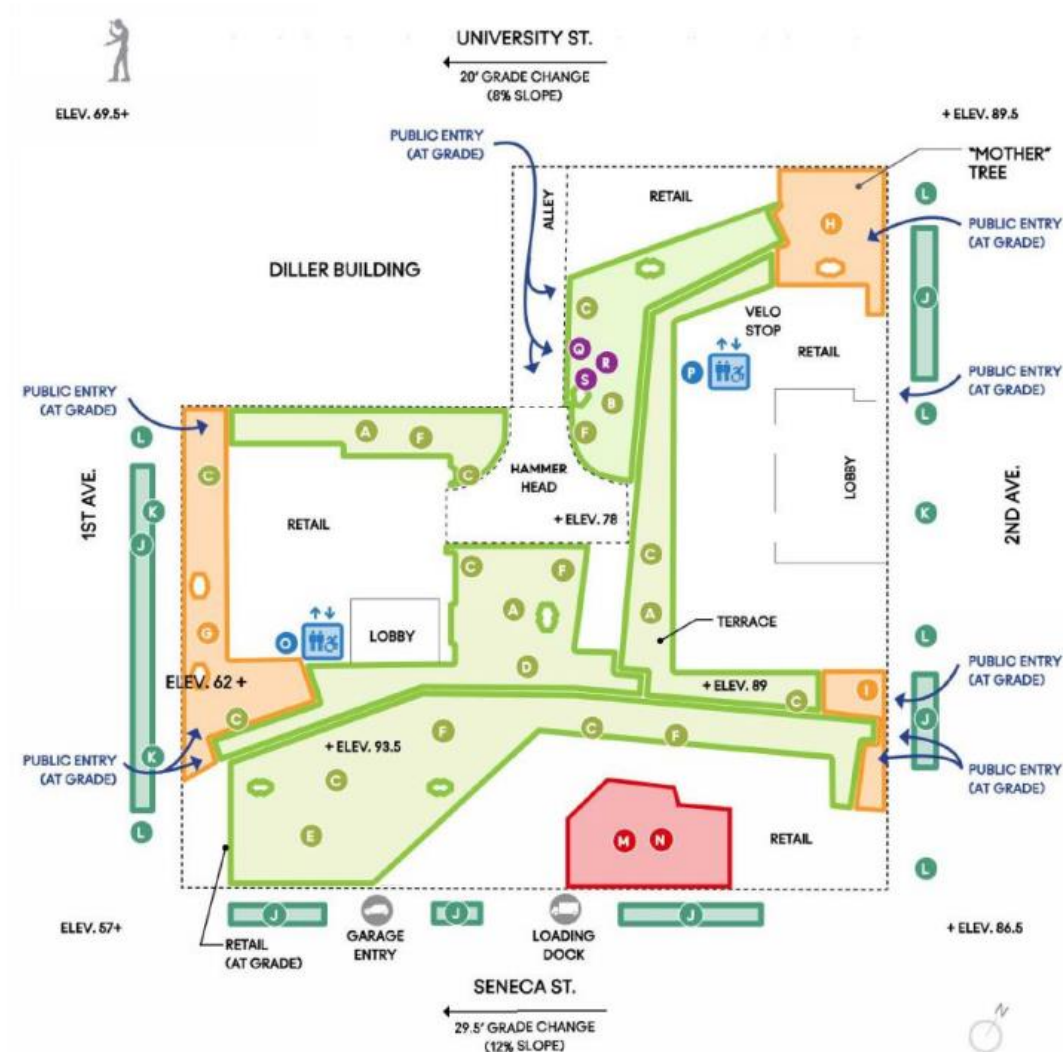 UNIVERSITY ST.
20' GRADE CHANGE
(8% SLOPE)
ELEV. 69.5+
+ ELEV. 89.5
PUBLIC ENTRY
(AT GRADE)
"MOTHER"
TREE
ALLEY
RETAIL
L
H
PUBLIC ENTRY
(AT GRADE)
DILLER BUILDING
J
C
VELO
STOP
RETAIL
Q
R
S
P
B
F
PUBLIC ENTRY
(AT GRADE)
L
PUBLIC ENTRY
(AT GRADE)
L
A
F
C
C
HAMMER
HEAD
LOBBY
1ST AVE.
K
J
RETAIL
+ ELEV. 78
K
2ND AVE.
C
F
C
A
A
TERRACE
L
G
O
LOBBY
D
PUBLIC ENTRY
(AT GRADE)
ELEV. 62 +
+ ELEV. 89
I
C
C
J
F
C
F
+ ELEV. 93.5
PUBLIC ENTRY
(AT GRADE)
K
C
PUBLIC ENTRY
(AT GRADE)
L
E
M
N
RETAIL
L
J
J
J
ELEV. 57+
RETAIL
(AT GRADE)
GARAGE
ENTRY
LOADING
DOCK
+ ELEV. 86.5
SENECA ST.
29.5' GRADE CHANGE
(12% SLOPE)
N